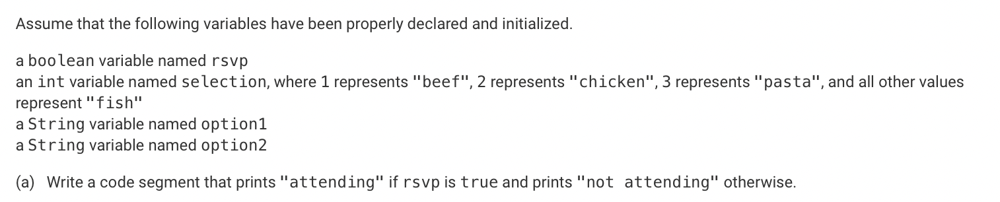 Assume that the following variables have been properly declared and initialized.
a boolean variable named rsvp
an int variable named selection, where 1 represents "beef", 2 represents "chicken", 3 represents "pasta", and all other values
represent "fish"
a String variable named option1
a String variable named option2
(a) Write a code segment that prints "attending" if rsvp is true and prints "not attending" otherwise.